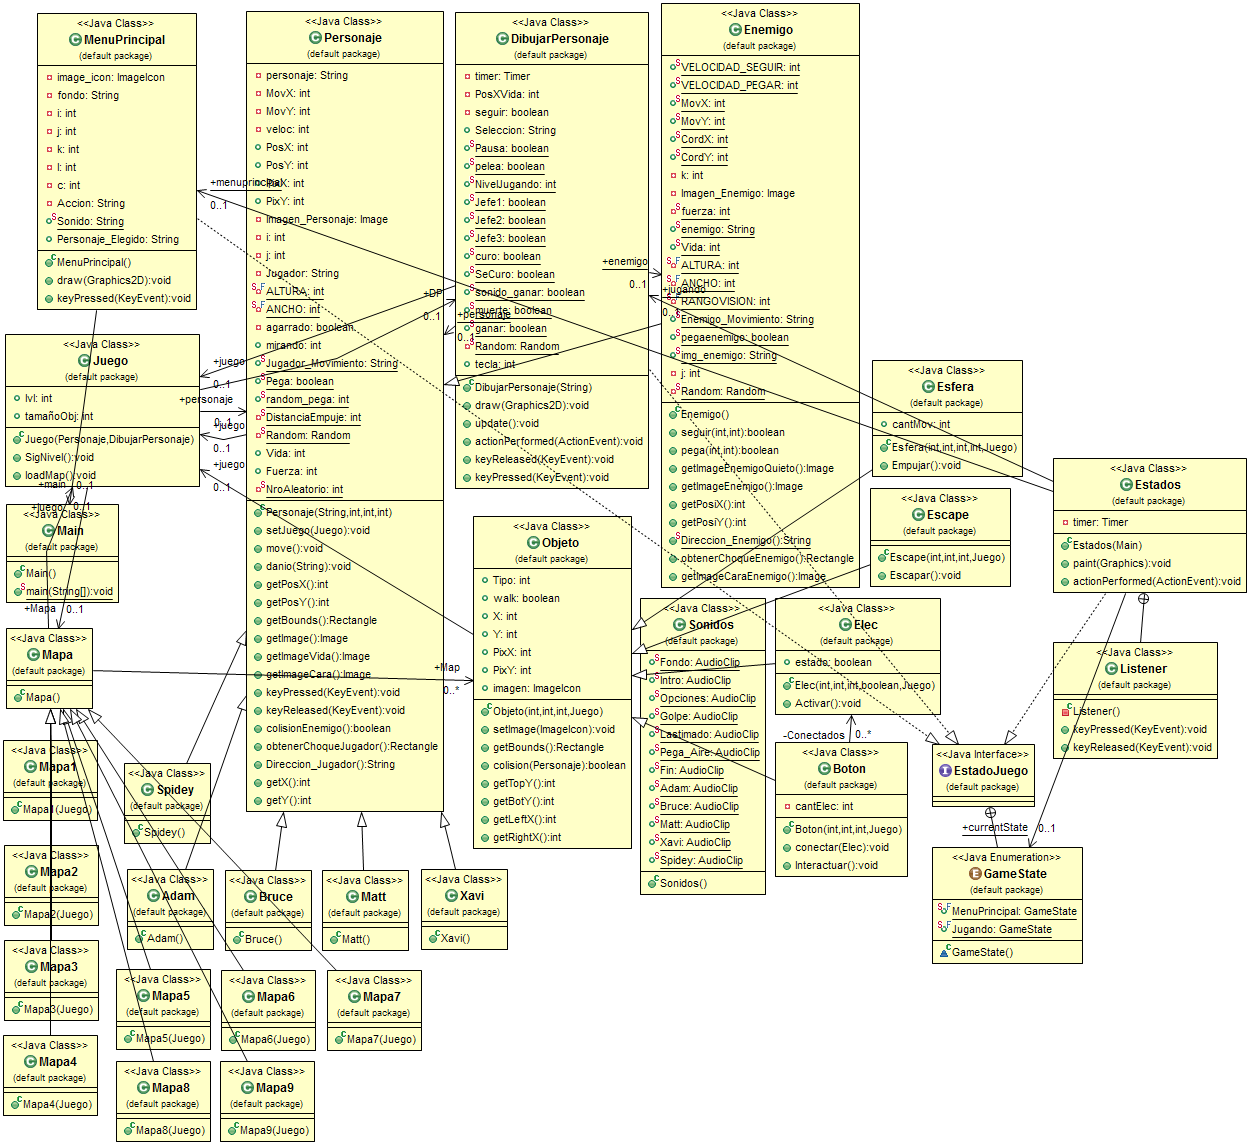 <<Java Class>>
MenuPrincipal
(default package)
image_icon: ImageIcon
fondo: String
i: int
j: int
k: int
l: int
c: int
Accion: String
Sonido: String
Personaje_Elegido: String
MenuPrincipal()
draw(Graphics2D):void
keyPressed(KeyEvent):void
<<Java Class>>
Personaje
(default package)
personaje: String
MovX: int
MovY: int
veloc: int
PosX: int
PosY: int
PixX: int
PixY: int
Imagen_Personaje: Image
i: int
j: int
Jugador: String
ALTURA: int
ANCHO: int
agarrado: boolean
mirando: int
Jugador_Movimiento: String
Pega: boolean
random_pega: int
DistanciaEmpuje: int
Random: Random
Vida: int
Fuerza: int
NroAleatorio: int
Personaje(String,int,int,int)
setJuego(Juego):void
move():void
danio(String):void
getPosX():int
getPosY():int
getBounds():Rectangle
getImage():Image
getImageVida():Image
getImageCara():Image
keyPressed(KeyEvent):void
keyReleased(KeyEvent):void
colisionEnemigo():boolean
obtenerChoqueJugador():Rectangle
Direccion_Jugador():String
getX():int
getY():int
<<Java Class>>
DibujarPersonaje
(default package)
timer: Timer
PosXVida: int
seguir: boolean
Seleccion: String
Pausa: boolean
pelea: boolean
NivelJugando: int
Jefe1: boolean
Jefe2: boolean
Jefe3: boolean
curo: boolean
SeCuro: boolean
sonido_ganar: boolean
muerte: boolean
ganar: boolean
Random: Random
tecla: int
DibujarPersonaje(String)
draw(Graphics2D):void
update():void
actionPerformed(ActionEvent):void
keyReleased(KeyEvent):void
keyPressed(KeyEvent):void
<<Java Class>>
Enemigo
(default package)
VELOCIDAD_SEGUIR: int
VELOCIDAD_PEGAR: int
MovX: int
MovY: int
CordX: int
CordY: int
k: int
Imagen_Enemigo: Image
fuerza: int
enemigo: String
Vida: int
ALTURA: int
ANCHO: int
RANGOVISION: int
Enemigo_Movimiento: String
pegaenemigo: boolean
img_enemigo: String
j: int
Random: Random
Enemigo()
seguir(int,int):boolean
pega(int,int):boolean
getImageEnemigoQuieto():Image
getImageEnemigo():Image
getPosiX():int
getPosiY():int
Direccion_Enemigo():String
obtenerChoqueEnemigo():Rectangle
getImageCaraEnemigo():Image
+menuprincipal
0..1
+enemigo
0..1
+jugando
0..1
+DP
0..1
+personaje
0..1
+juego
0..1
+personaje
0..1
+juego
0..1
+juego
0..1
<<Java Class>>
Juego
(default package)
lvl: int
tamañoObj: int
Juego(Personaje,DibujarPersonaje)
SigNivel():void
loadMap():void
+main
0..1
+juego
0..1
<<Java Class>>
Main
(default package)
Main()
main(String[]):void
+Mapa
0..1
<<Java Class>>
Mapa
(default package)
Mapa()
+Map
0..*
<<Java Class>>
Objeto
(default package)
Tipo: int
walk: boolean
X: int
Y: int
PixX: int
PixY: int
imagen: ImageIcon
Objeto(int,int,int,Juego)
setImage(ImageIcon):void
getBounds():Rectangle
colision(Personaje):boolean
getTopY():int
getBotY():int
getLeftX():int
getRightX():int
<<Java Class>>
Sonidos
(default package)
Fondo: AudioClip
Intro: AudioClip
Opciones: AudioClip
Golpe: AudioClip
Lastimado: AudioClip
Pega_Aire: AudioClip
Fin: AudioClip
Adam: AudioClip
Bruce: AudioClip
Matt: AudioClip
Xavi: AudioClip
Spidey: AudioClip
Sonidos()
<<Java Class>>
Esfera
(default package)
cantMov: int
Esfera(int,int,int,int,Juego)
Empujar():void
<<Java Class>>
Escape
(default package)
Escape(int,int,int,Juego)
Escapar():void
<<Java Class>>
Elec
(default package)
estado: boolean
Elec(int,int,int,boolean,Juego)
Activar():void
-Conectados
0..*
<<Java Class>>
Boton
(default package)
cantElec: int
Boton(int,int,int,Juego)
conectar(Elec):void
Interactuar():void
<<Java Class>>
Estados
(default package)
timer: Timer
Estados(Main)
paint(Graphics):void
actionPerformed(ActionEvent):void
<<Java Class>>
Listener
(default package)
Listener()
keyPressed(KeyEvent):void
keyReleased(KeyEvent):void
<<Java Interface>>
EstadoJuego
(default package)
+currentState
0..1
<<Java Enumeration>>
GameState
(default package)
MenuPrincipal: GameState
Jugando: GameState
GameState()
<<Java Class>>
Mapa1
(default package)
Mapa1(Juego)
<<Java Class>>
Spidey
(default package)
Spidey()
<<Java Class>>
Mapa2
(default package)
Mapa2(Juego)
<<Java Class>>
Adam
(default package)
Adam()
<<Java Class>>
Bruce
(default package)
Bruce()
<<Java Class>>
Matt
(default package)
Matt()
<<Java Class>>
Xavi
(default package)
Xavi()
<<Java Class>>
Mapa3
(default package)
Mapa3(Juego)
<<Java Class>>
Mapa5
(default package)
Mapa5(Juego)
<<Java Class>>
Mapa6
(default package)
Mapa6(Juego)
<<Java Class>>
Mapa7
(default package)
Mapa7(Juego)
<<Java Class>>
Mapa4
(default package)
Mapa4(Juego)
<<Java Class>>
Mapa8
(default package)
Mapa8(Juego)
<<Java Class>>
Mapa9
(default package)
Mapa9(Juego)